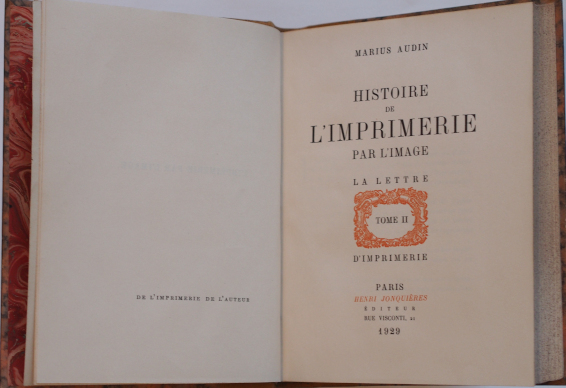 DE L'IMPRIMERIE DE L'AUTEUR
MARIUS AUDIN
HISTOIRE
DE
L'IMPRIMERIE
PAR L'IMAGE
LA LETTRE
TOME II
D'IMPRIMERIE
PARIS
HENRI JONQUIÈRES
ÉDITEUR
RUE VISCONTI, 21
1929